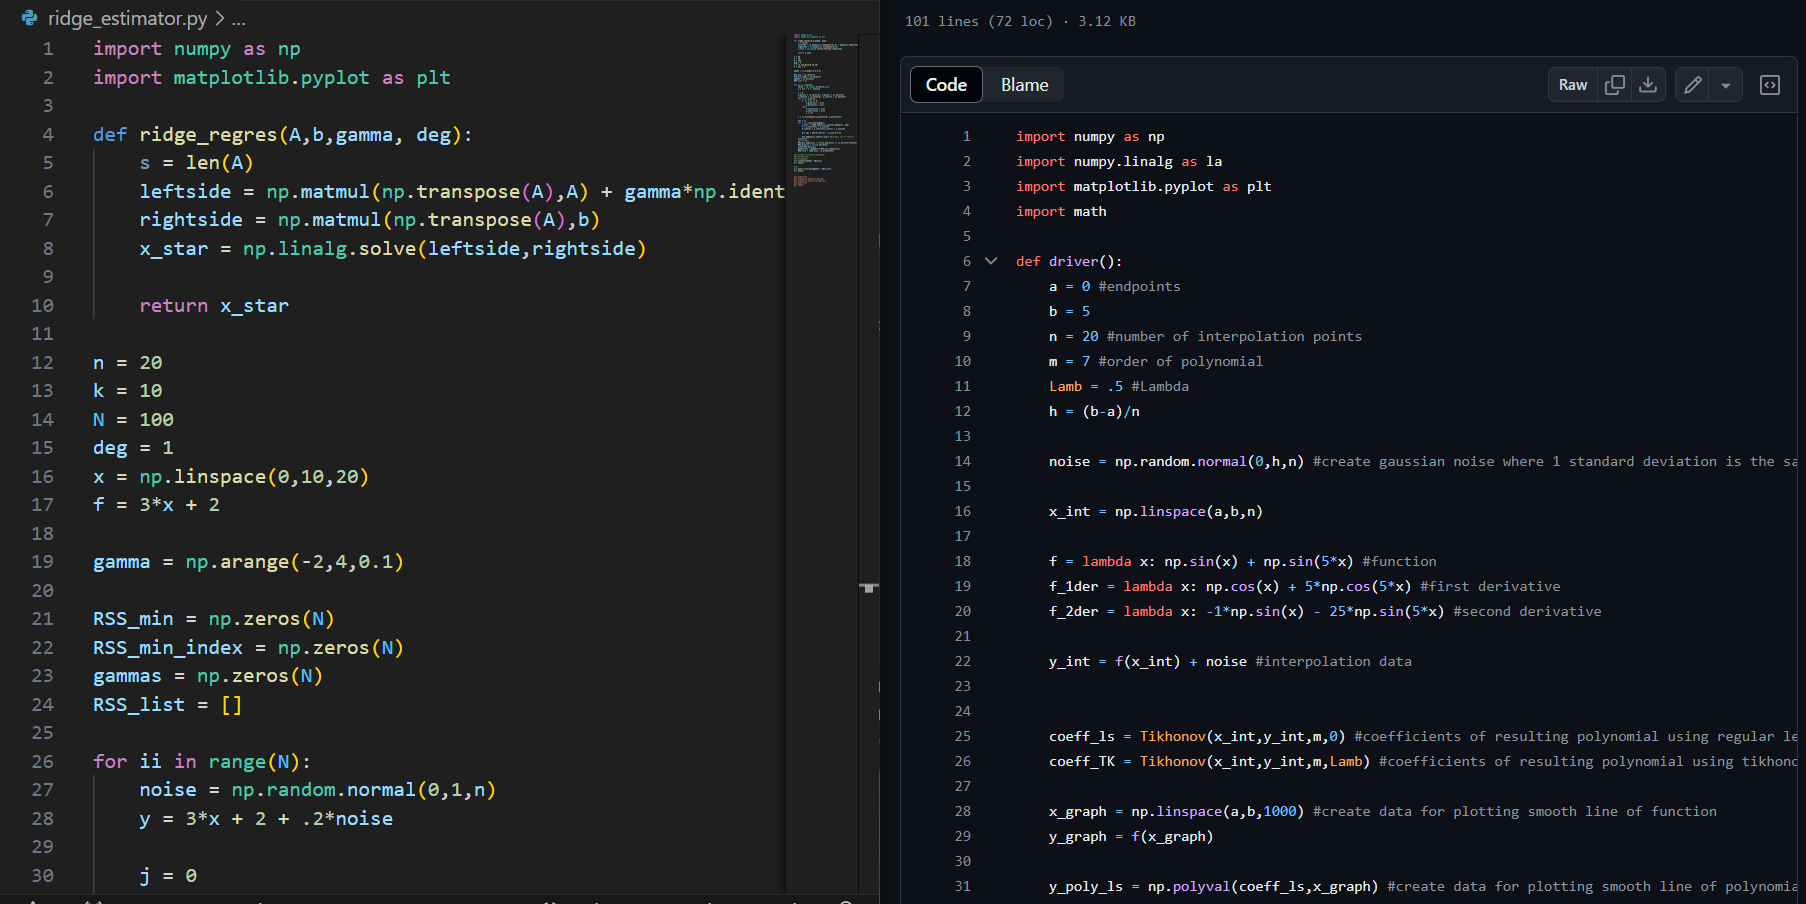 ridge_estimator.py > ...
1 import numpy as np
2 import matplotlib.pyplot as plt
3
4 def ridge_regres(A,b,gamma, deg):
5 s = len(A)
6 leftside = np.matmul(np.transpose(A),A) + gamma*np.ident
7 rightside = np.matmul(np.transpose(A),b)
8 x_star = np.linalg.solve(leftside,rightside)
9
10 return x_star
11
12 n = 20
13 k = 10
14 N = 100
15 deg = 1
16 x = np.linspace(0,10,20)
17 f = 3*x + 2
18
19 gamma = np.arange(-2,4,0.1)
20
21 RSS_min = np.zeros(N)
22 RSS_min_index = np.zeros(N)
23 gammas = np.zeros(N)
24 RSS_list = []
25
26 for ii in range(N):
27 noise = np.random.normal(0,1,n)
28 y = 3*x + 2 + .2*noise
29
30 j = 0
101 lines (72 loc) · 3.12 KB
Code Blame Raw
1 import numpy as np
2 import numpy.linalg as la
3 import matplotlib.pyplot as plt
4 import math
5
6 def driver():
7 a = 0 #endpoints
8 b = 5
9 n = 20 #number of interpolation points
10 m = 7 #order of polynomial
11 Lamb = .5 #Lambda
12 h = (b-a)/n
13
14 noise = np.random.normal(0,h,n) #create gaussian noise where 1 standard deviation is the sa
15
16 x_int = np.linspace(a,b,n)
17
18 f = lambda x: np.sin(x) + np.sin(5*x) #function
19 f_1der = lambda x: np.cos(x) + 5*np.cos(5*x) #first derivative
20 f_2der = lambda x: -1*np.sin(x) - 25*np.sin(5*x) #second derivative
21
22 y_int = f(x_int) + noise #interpolation data
23
24
25 coeff_ls = Tikhonov(x_int,y_int,m,0) #coefficients of resulting polynomial using regular le
26 coeff_TK = Tikhonov(x_int,y_int,m,Lamb) #coefficients of resulting polynomial using tikhono
27
28 x_graph = np.linspace(a,b,1000) #create data for plotting smooth line of function
29 y_graph = f(x_graph)
30
31 y_poly_ls = np.polyval(coeff_ls,x_graph) #create data for plotting smooth line of polynomia